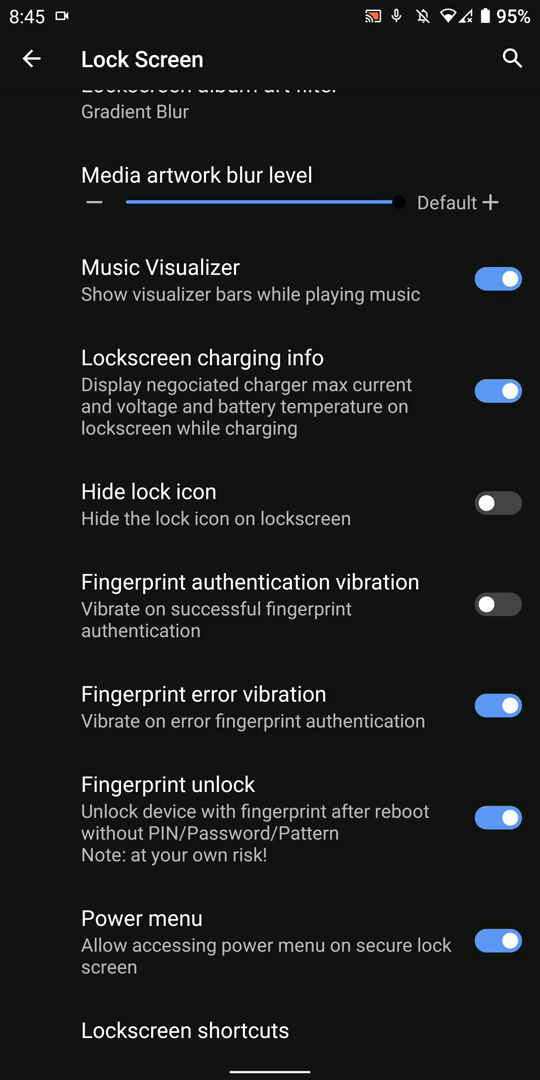 8:45
95%
Lock Screen
Lockscreen album art filter
Gradient Blur
Media artwork blur level
Default
Music Visualizer
Show visualizer bars while playing music
Lockscreen charging info
Display negociated charger max current
and voltage and battery temperature on
lockscreen while charging
Hide lock icon
Hide the lock icon on lockscreen
Fingerprint authentication vibration
Vibrate on successful fingerprint
authentication
Fingerprint error vibration
Vibrate on error fingerprint authentication
Fingerprint unlock
Unlock device with fingerprint after reboot
without PIN/Password/Pattern
Note: at your own risk!
Power menu
Allow accessing power menu on secure lock
screen
Lockscreen shortcuts